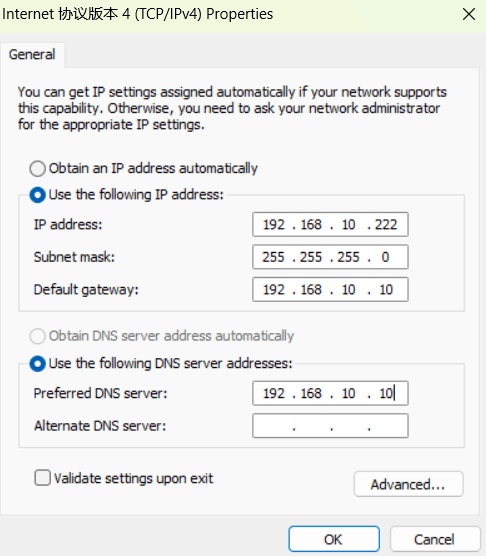 Internet 协议版本 4 (TCP/IPv4) Properties
General
You can get IP settings assigned automatically if your network supports
this capability. Otherwise, you need to ask your network administrator
for the appropriate IP settings.
Obtain an IP address automatically
Use the following IP address:
IP address: 192 . 168 . 10 . 222
Subnet mask: 255 . 255 . 255 . 0
Default gateway: 192 . 168 . 10 . 10
Obtain DNS server address automatically
Use the following DNS server addresses:
Preferred DNS server: 192 . 168 . 10 . 10
Alternate DNS server: . . .
Validate settings upon exit
Advanced...
OK Cancel